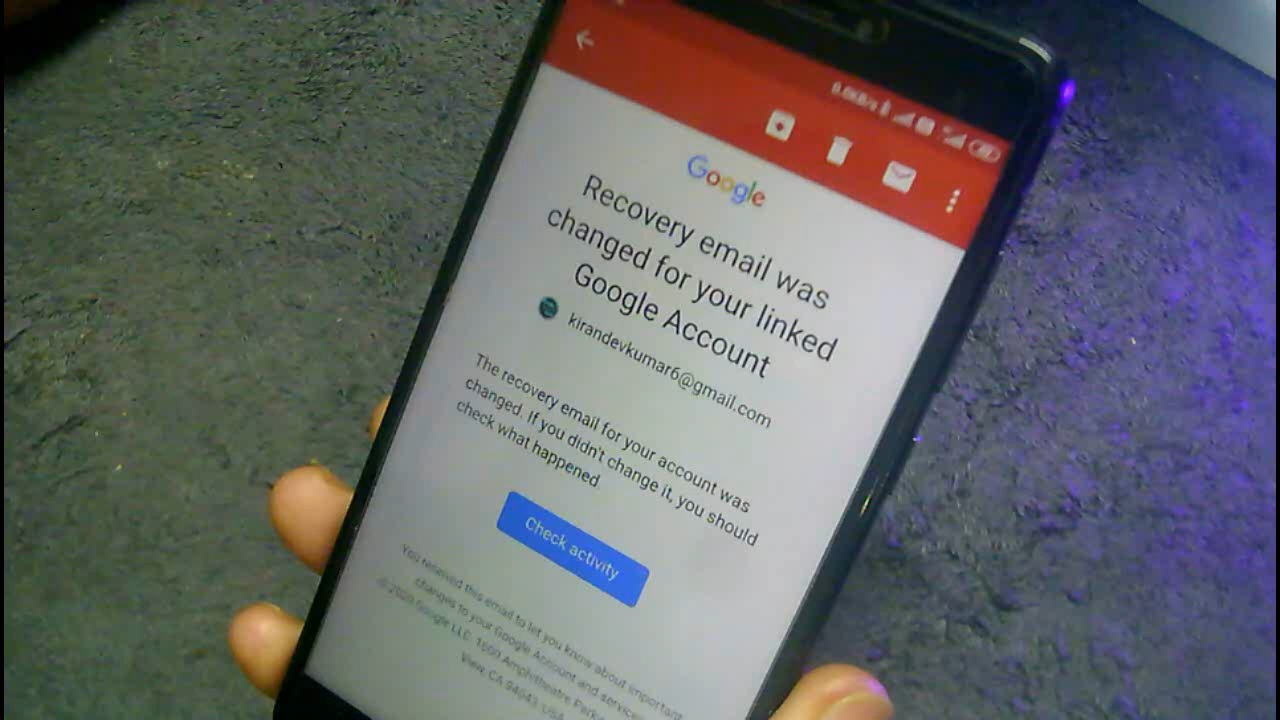 Google
Recovery email was
changed for your linked
Google Account
kirandevkumar6@gmail.com
The recovery email for your account was
changed. If you didn't change it, you should
check what happened.
Check activity
You received this email to let you know about important
changes to your Google Account and services.
© 2020 Google LLC, 1600 Amphitheatre
View, CA 94043, USA